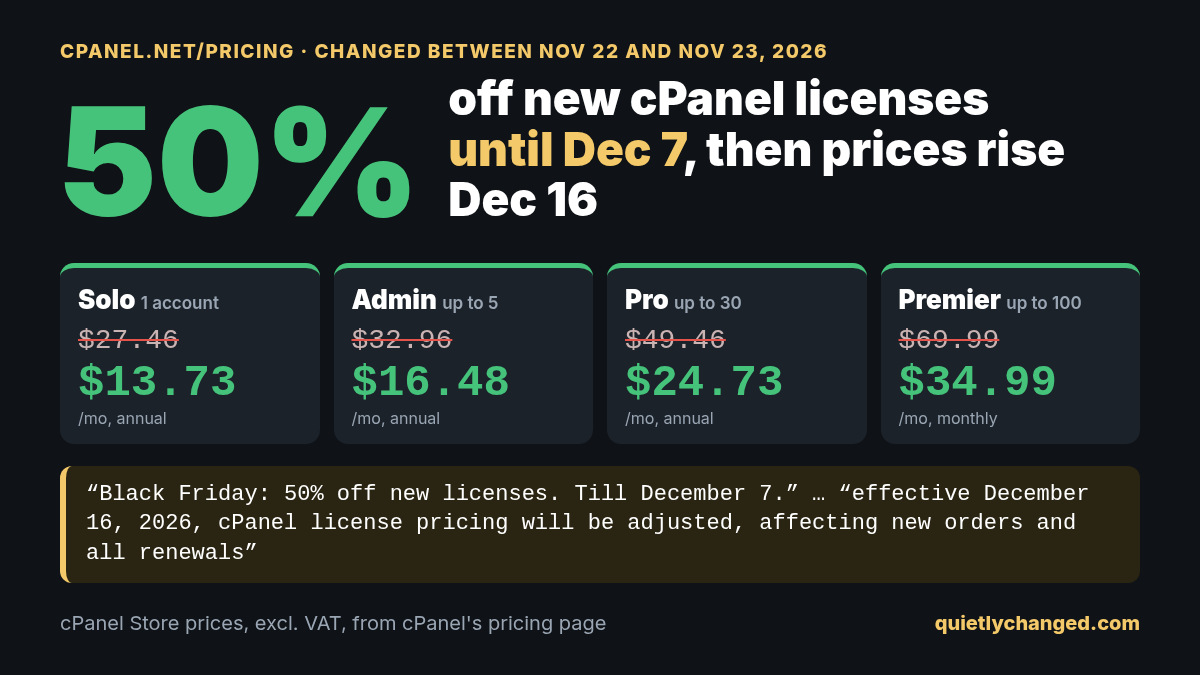 CPANEL.NET/PRICING · CHANGED BETWEEN NOV 22 AND NOV 23, 2026
50%
off new cPanel licenses
until Dec 7, then prices rise
Dec 16
Solo 1 account
$27.46
$13.73
/mo, annual
Admin up to 5
$32.96
$16.48
/mo, annual
Pro up to 30
$49.46
$24.73
/mo, annual
Premier up to 100
$69.99
$34.99
/mo, monthly
“Black Friday: 50% off new licenses. Till December 7.” … “effective December
16, 2026, cPanel license pricing will be adjusted, affecting new orders and
all renewals”
cPanel Store prices, excl. VAT, from cPanel's pricing page
quietlychanged.com